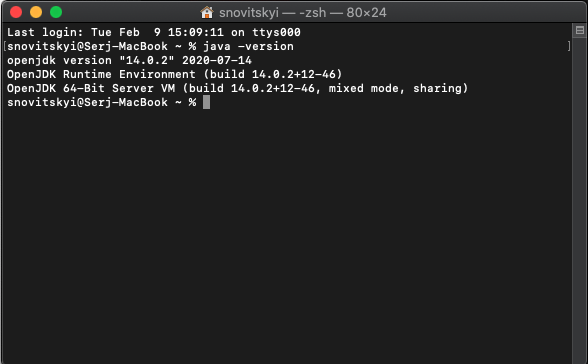 snovitskyi — -zsh — 80×24
Last login: Tue Feb  9 15:09:11 on ttys000
[snovitskyi@Serj-MacBook ~ % java -version ]
openjdk version "14.0.2" 2020-07-14
OpenJDK Runtime Environment (build 14.0.2+12-46)
OpenJDK 64-Bit Server VM (build 14.0.2+12-46, mixed mode, sharing)
snovitskyi@Serj-MacBook ~ %